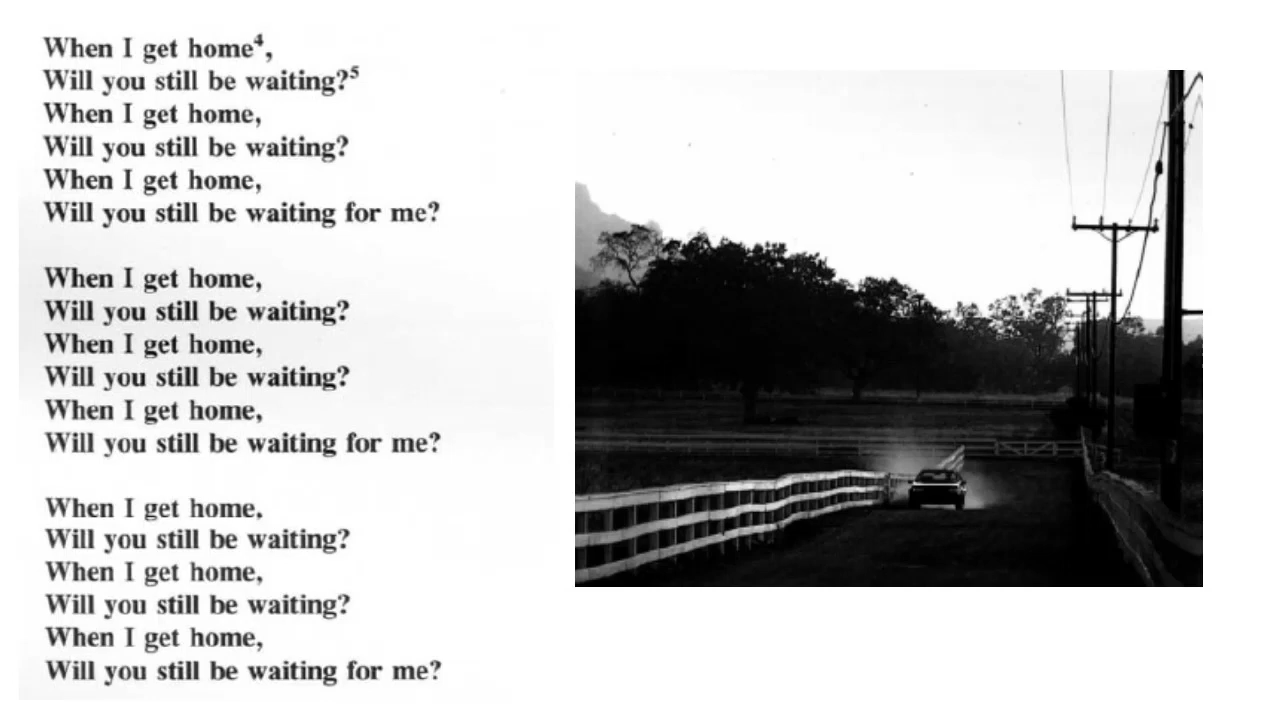 When I get home⁴,
Will you still be waiting?⁵
When I get home,
Will you still be waiting?
When I get home,
Will you still be waiting for me?
When I get home,
Will you still be waiting?
When I get home,
Will you still be waiting?
When I get home,
Will you still be waiting for me?
When I get home.
Will you still be waiting?
When I get home,
Will you still be waiting?
When I get home,
Will you still be waiting for me?